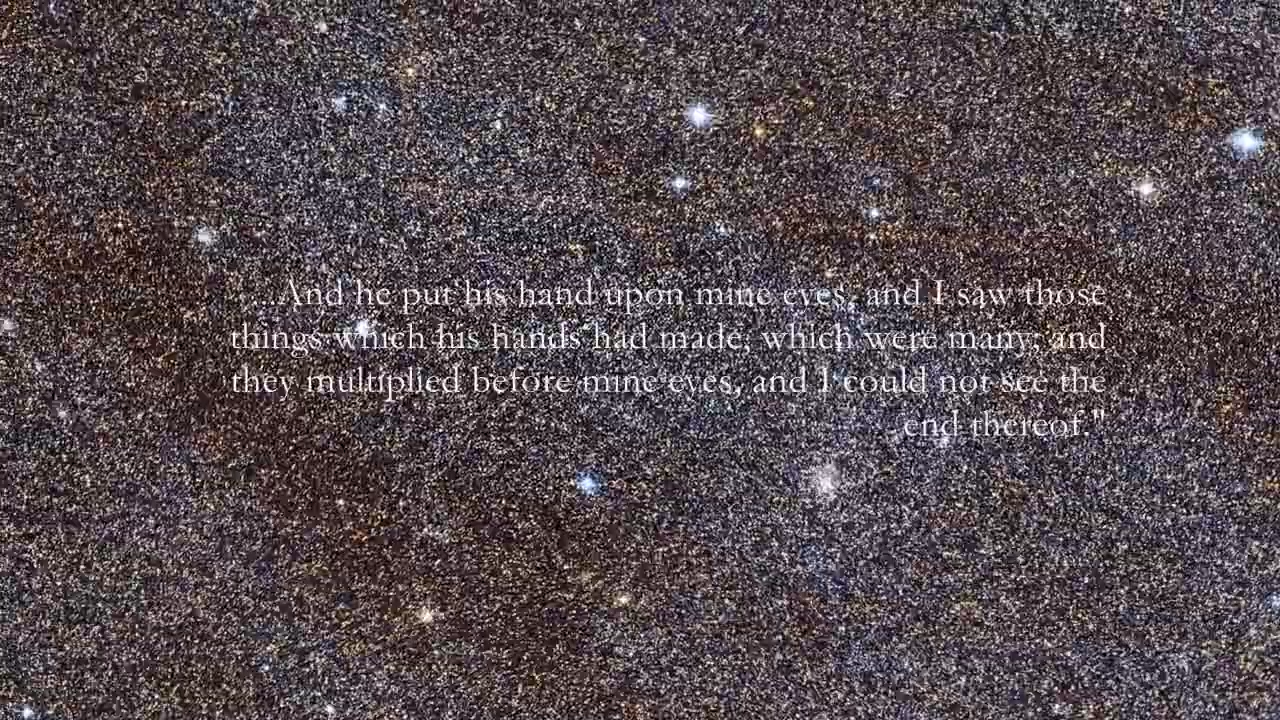 ...And he put his hand upon mine eyes, and I saw those
things which his hands had made, which were many; and
they multiplied before mine eyes, and I could not see the
end thereof."